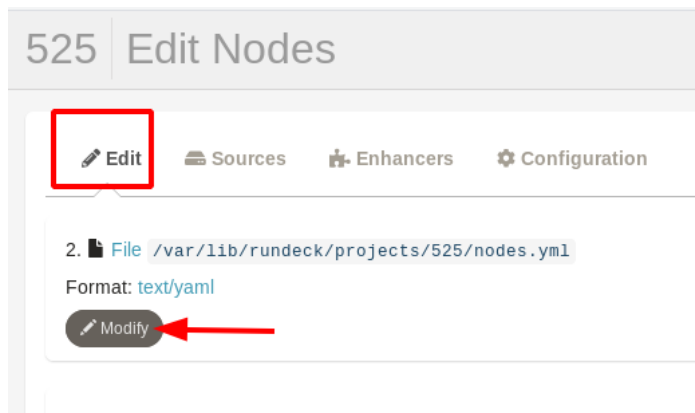 525 Edit Nodes
Edit Sources Enhancers Configuration
2. File /var/lib/rundeck/projects/525/nodes.yml
Format: text/yaml
Modify